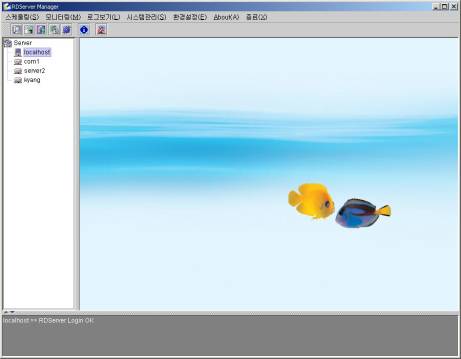 RDServer Manager
스케줄링(S) 모니터링(M) 로그보기(L) 시스템관리(S) 환경설정(E) About(A) 종료(X)
Server
localhost
com1
server2
kyang
localhost >> RDServer Login OK